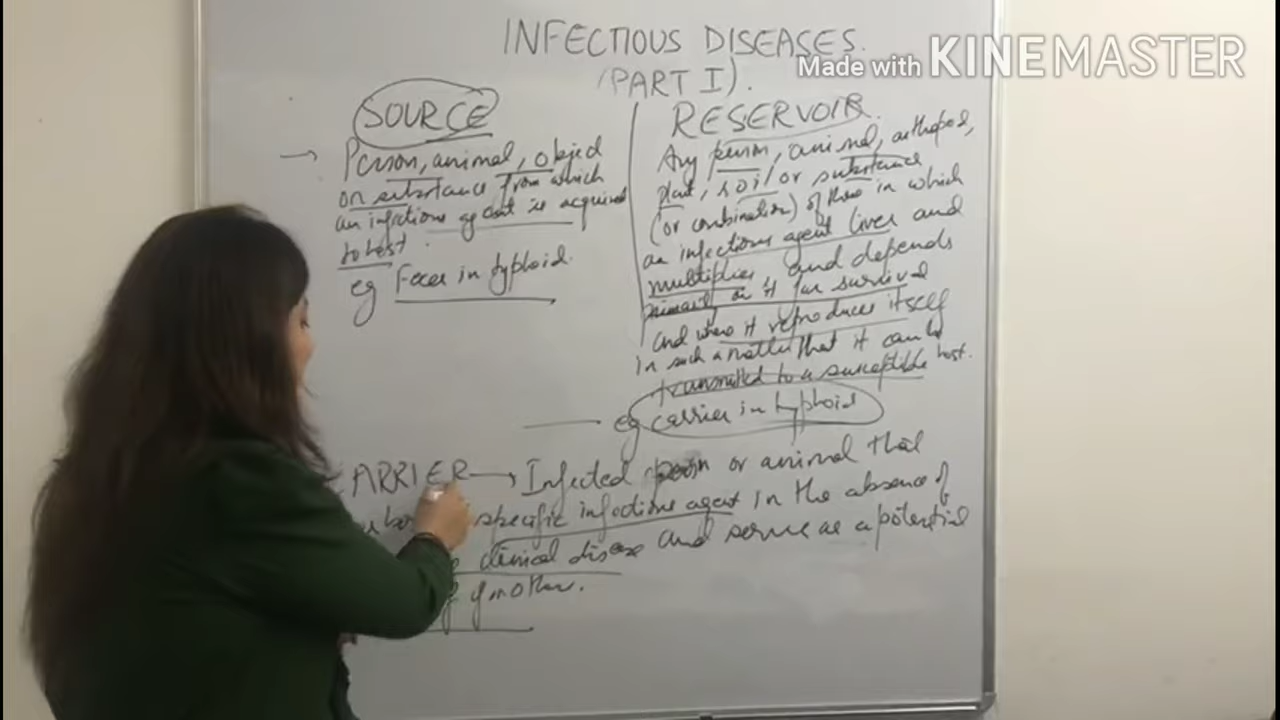 INFECTIOUS DISEASES.
(PART I).
Made with KINEMASTER
SOURCE
→ Person, animal, object
or substance from which
an infections agent is acquired
to host.
eg Feces in typhoid.
RESERVOIR.
Any person, animal, arthopod,
plant, soil or substance
(or combination) of these in which
an infectious agent lives and
multiplies and depends
primarily on it for survival
and where it reproduces itself
in such a matter that it can be
transmitted to a susceptible host.
eg carrier in typhoid
CARRIER → Infected person or animal that
specific infections agent in the absence of
clinical disease and serve as a potential